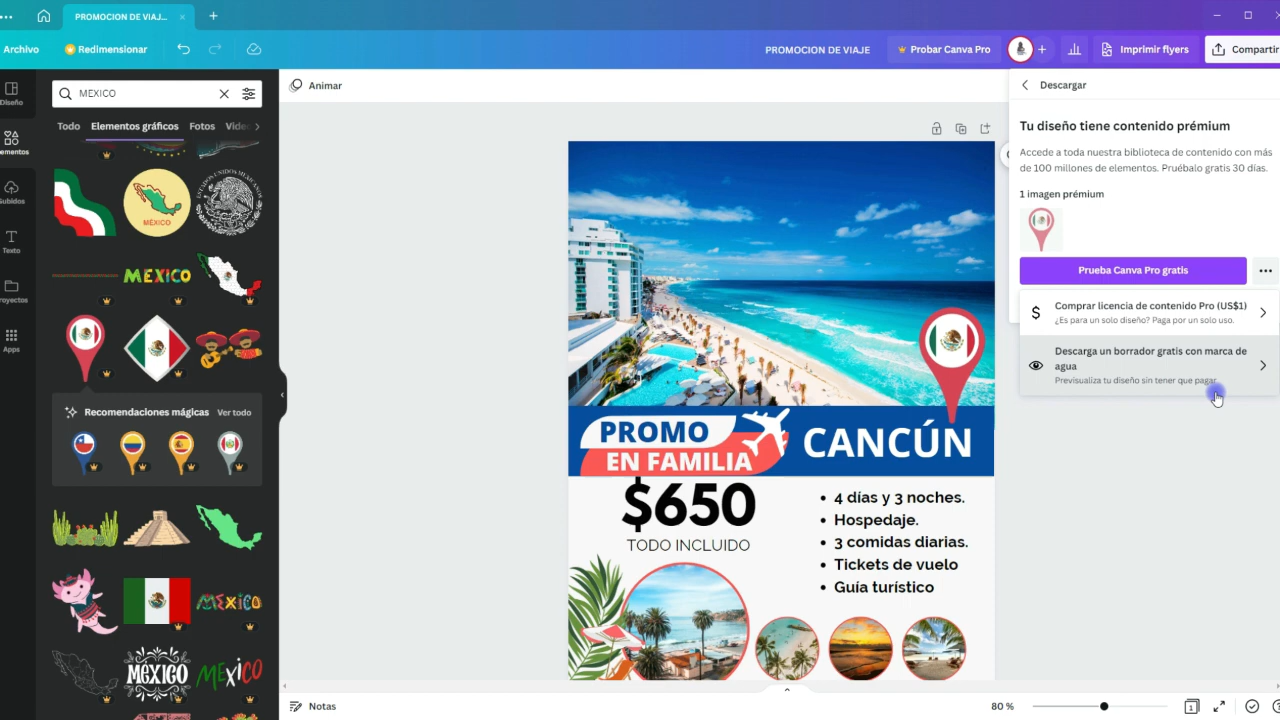 PROMOCION DE VIAJ...
Archivo
Redimensionar
PROMOCION DE VIAJE
Probar Canva Pro
Imprimir flyers
Compartir
Diseño
Texto
Apps
MEXICO
Todo
Elementos gráficos
Fotos
MÉXICO
ESTADOS UNIDOS MEXICANOS
MEXICO
Recomendaciones mágicas
Ver todo
MEXICO
MÉXICO
MEXICO
Animar
PROMO
EN FAMILIA
CANCÚN
$650
TODO INCLUIDO
• 4 días y 3 noches.
• Hospedaje.
• 3 comidas diarias.
• Tickets de vuelo
• Guía turístico
Descargar
Tu diseño tiene contenido prémium
Accede a toda nuestra biblioteca de contenido con más
de 100 millones de elementos. Pruébalo gratis 30 días.
1 imagen prémium
Prueba Canva Pro gratis
Comprar licencia de contenido Pro (US$1)
¿Es para un solo diseño? Paga por un solo uso.
Descarga un borrador gratis con marca de
agua
Previsualiza tu diseño sin tener que pagar.
Notas
80 %
1